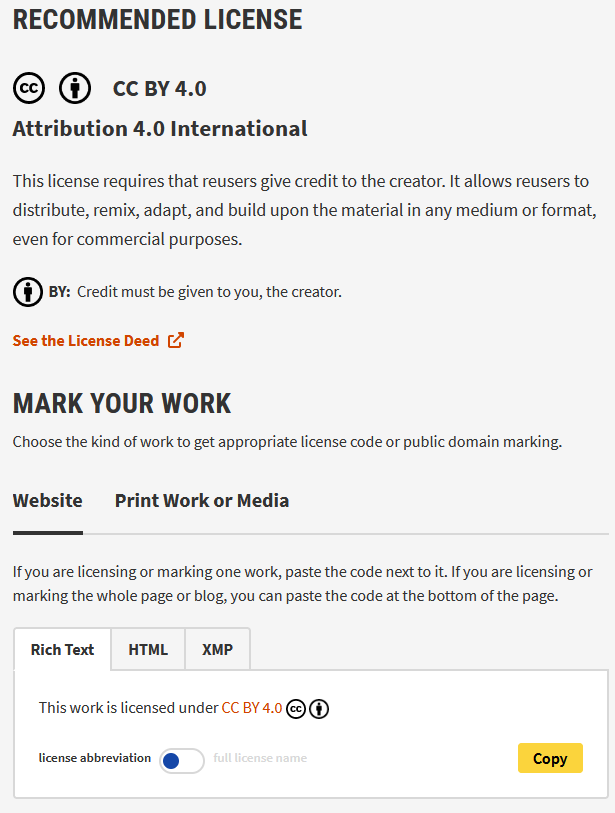 RECOMMENDED LICENSE
CC BY 4.0
Attribution 4.0 International
This license requires that reusers give credit to the creator. It allows reusers to
distribute, remix, adapt, and build upon the material in any medium or format,
even for commercial purposes.
BY: Credit must be given to you, the creator.
See the License Deed
MARK YOUR WORK
Choose the kind of work to get appropriate license code or public domain marking.
Website Print Work or Media
If you are licensing or marking one work, paste the code next to it. If you are licensing or
marking the whole page or blog, you can paste the code at the bottom of the page.
Rich Text HTML XMP
This work is licensed under CC BY 4.0
license abbreviation full license name
Copy